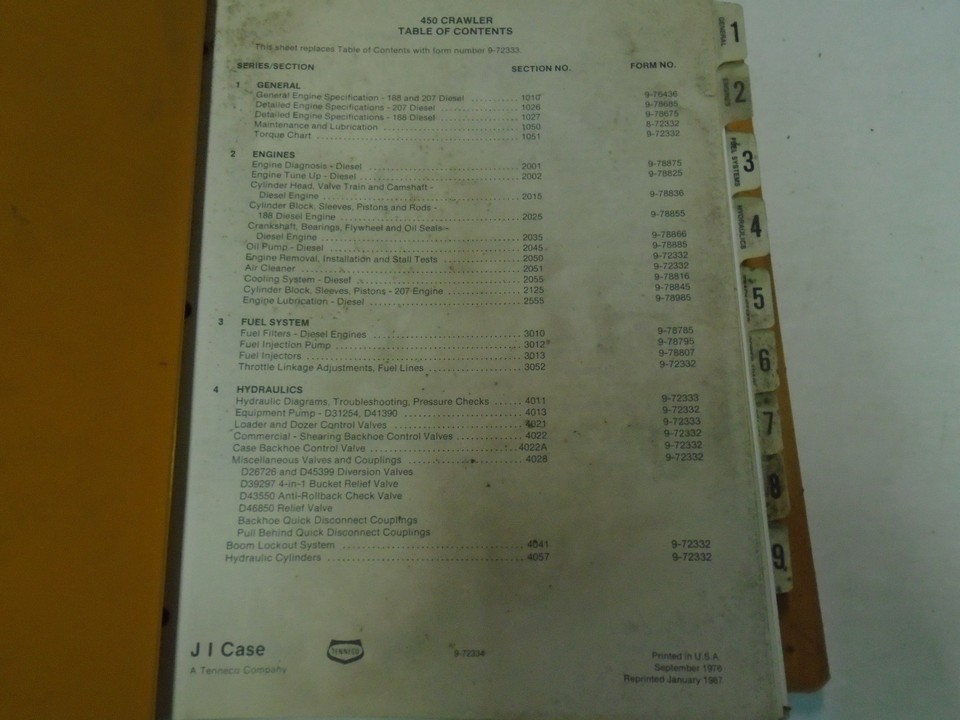 450 CRAWLER
TABLE OF CONTENTS
This sheet replaces Table of Contents with form number 9-72333
SERIES/SECTION SECTION NO. FORM NO.
1 GENERAL
General Engine Specification - 188 and 207 Diesel ........... 1010 9-76436
Detailed Engine Specifications - 207 Diesel ................. 1026 9-78685
Detailed Engine Specifications - 188 Diesel ................. 1027 9-78675
Maintenance and Lubrication ................................. 1050 8-72332
Torque Chart ................................................ 1051 9-72332
2 ENGINES
Engine Diagnosis - Diesel ................................... 2001 9-78875
Engine Tune Up - Diesel ..................................... 2002 9-78825
Cylinder Head, Valve Train and Camshaft -
Diesel Engine ............................................... 2015 9-78836
Cylinder Block, Sleeves, Pistons and Rods -
188 Diesel Engine ........................................... 2025 9-78855
Crankshaft, Bearings, Flywheel and Oil Seals -
Diesel Engine ............................................... 2035 9-78866
Oil Pump - Diesel ........................................... 2045 9-78885
Engine Removal, Installation and Stall Tests ................ 2050 9-72332
Air Cleaner ................................................. 2051 9-72332
Cooling System - Diesel ..................................... 2055 9-78816
Cylinder Block, Sleeves, Pistons - 207 Engine ............... 2125 9-78845
Engine Lubrication - Diesel ................................. 2555 9-78985
3 FUEL SYSTEM
Fuel Filters - Diesel Engines ............................... 3010 9-78785
Fuel Injection Pump ......................................... 3012 9-78795
Fuel Injectors .............................................. 3013 9-78807
Throttle Linkage Adjustments, Fuel Lines .................... 3052 9-72332
4 HYDRAULICS
Hydraulic Diagrams, Troubleshooting, Pressure Checks ...... 4011 9-72333
Equipment Pump - D31254, D41390 ............................. 4013 9-72332
Loader and Dozer Control Valves ............................. 4021 9-72333
Commercial - Shearing Backhoe Control Valves ................ 4022 9-72332
Case Backhoe Control Valve .................................. 4022A 9-72332
Miscellaneous Valves and Couplings .......................... 4028 9-72332
D26726 and D45399 Diversion Valves
D39297 4-in-1 Bucket Relief Valve
D43550 Anti-Rollback Check Valve
D46850 Relief Valve
Backhoe Quick Disconnect Couplings
Pull Behind Quick Disconnect Couplings
Boom Lockout System ......................................... 4041 9-72332
Hydraulic Cylinders ......................................... 4057 9-72332
J I Case
A Tenneco Company
TENNECO
9-72334
Printed in U.S.A.
September 1976
Reprinted January 1987
GENERAL 1
ENGINES 2
FUEL SYSTEMS 3
HYDRAULICS 4
5
6
7
8
9